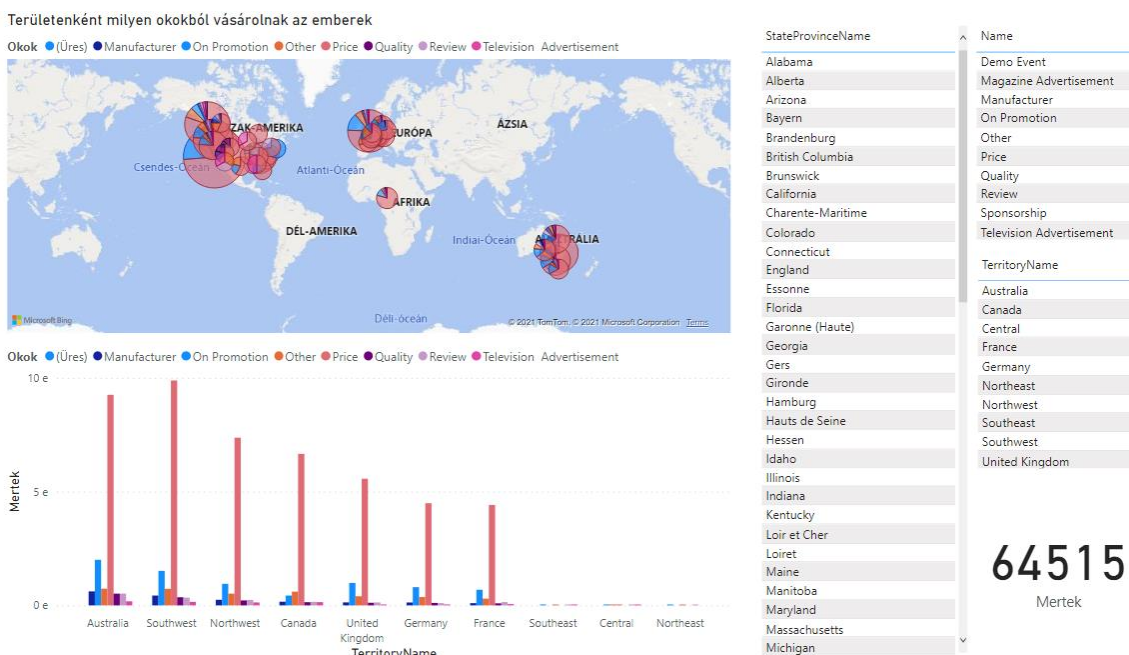 Területenként milyen okokból vásárolnak az emberek
Okok (Üres) Manufacturer On Promotion Other Price Quality Review Television Advertisement
ZAK-AMERIKA
EURÓPA
ÁZSIA
Csendes-Óceán
Atlanti-Óceán
AFRIKA
DÉL-AMERIKA
Indiai-Óceán
Déli-óceán
Microsoft Bing
© 2021 TomTom, © 2021 Microsoft Corporation Terms
Okok (Üres) Manufacturer On Promotion Other Price Quality Review Television Advertisement
10 e
5 e
0 e
Mertek
Australia
Southwest
Northwest
Canada
United
Kingdom
Germany
France
Southeast
Central
Northeast
TerritoryName
StateProvinceName
Alabama
Alberta
Arizona
Bayern
Brandenburg
British Columbia
Brunswick
California
Charente-Maritime
Colorado
Connecticut
England
Essonne
Florida
Garonne (Haute)
Georgia
Gers
Gironde
Hamburg
Hauts de Seine
Hessen
Idaho
Illinois
Indiana
Kentucky
Loir et Cher
Loiret
Maine
Manitoba
Maryland
Massachusetts
Michigan
Name
Demo Event
Magazine Advertisement
Manufacturer
On Promotion
Other
Price
Quality
Review
Sponsorship
Television Advertisement
TerritoryName
Australia
Canada
Central
France
Germany
Northeast
Northwest
Southeast
Southwest
United Kingdom
64515
Mertek